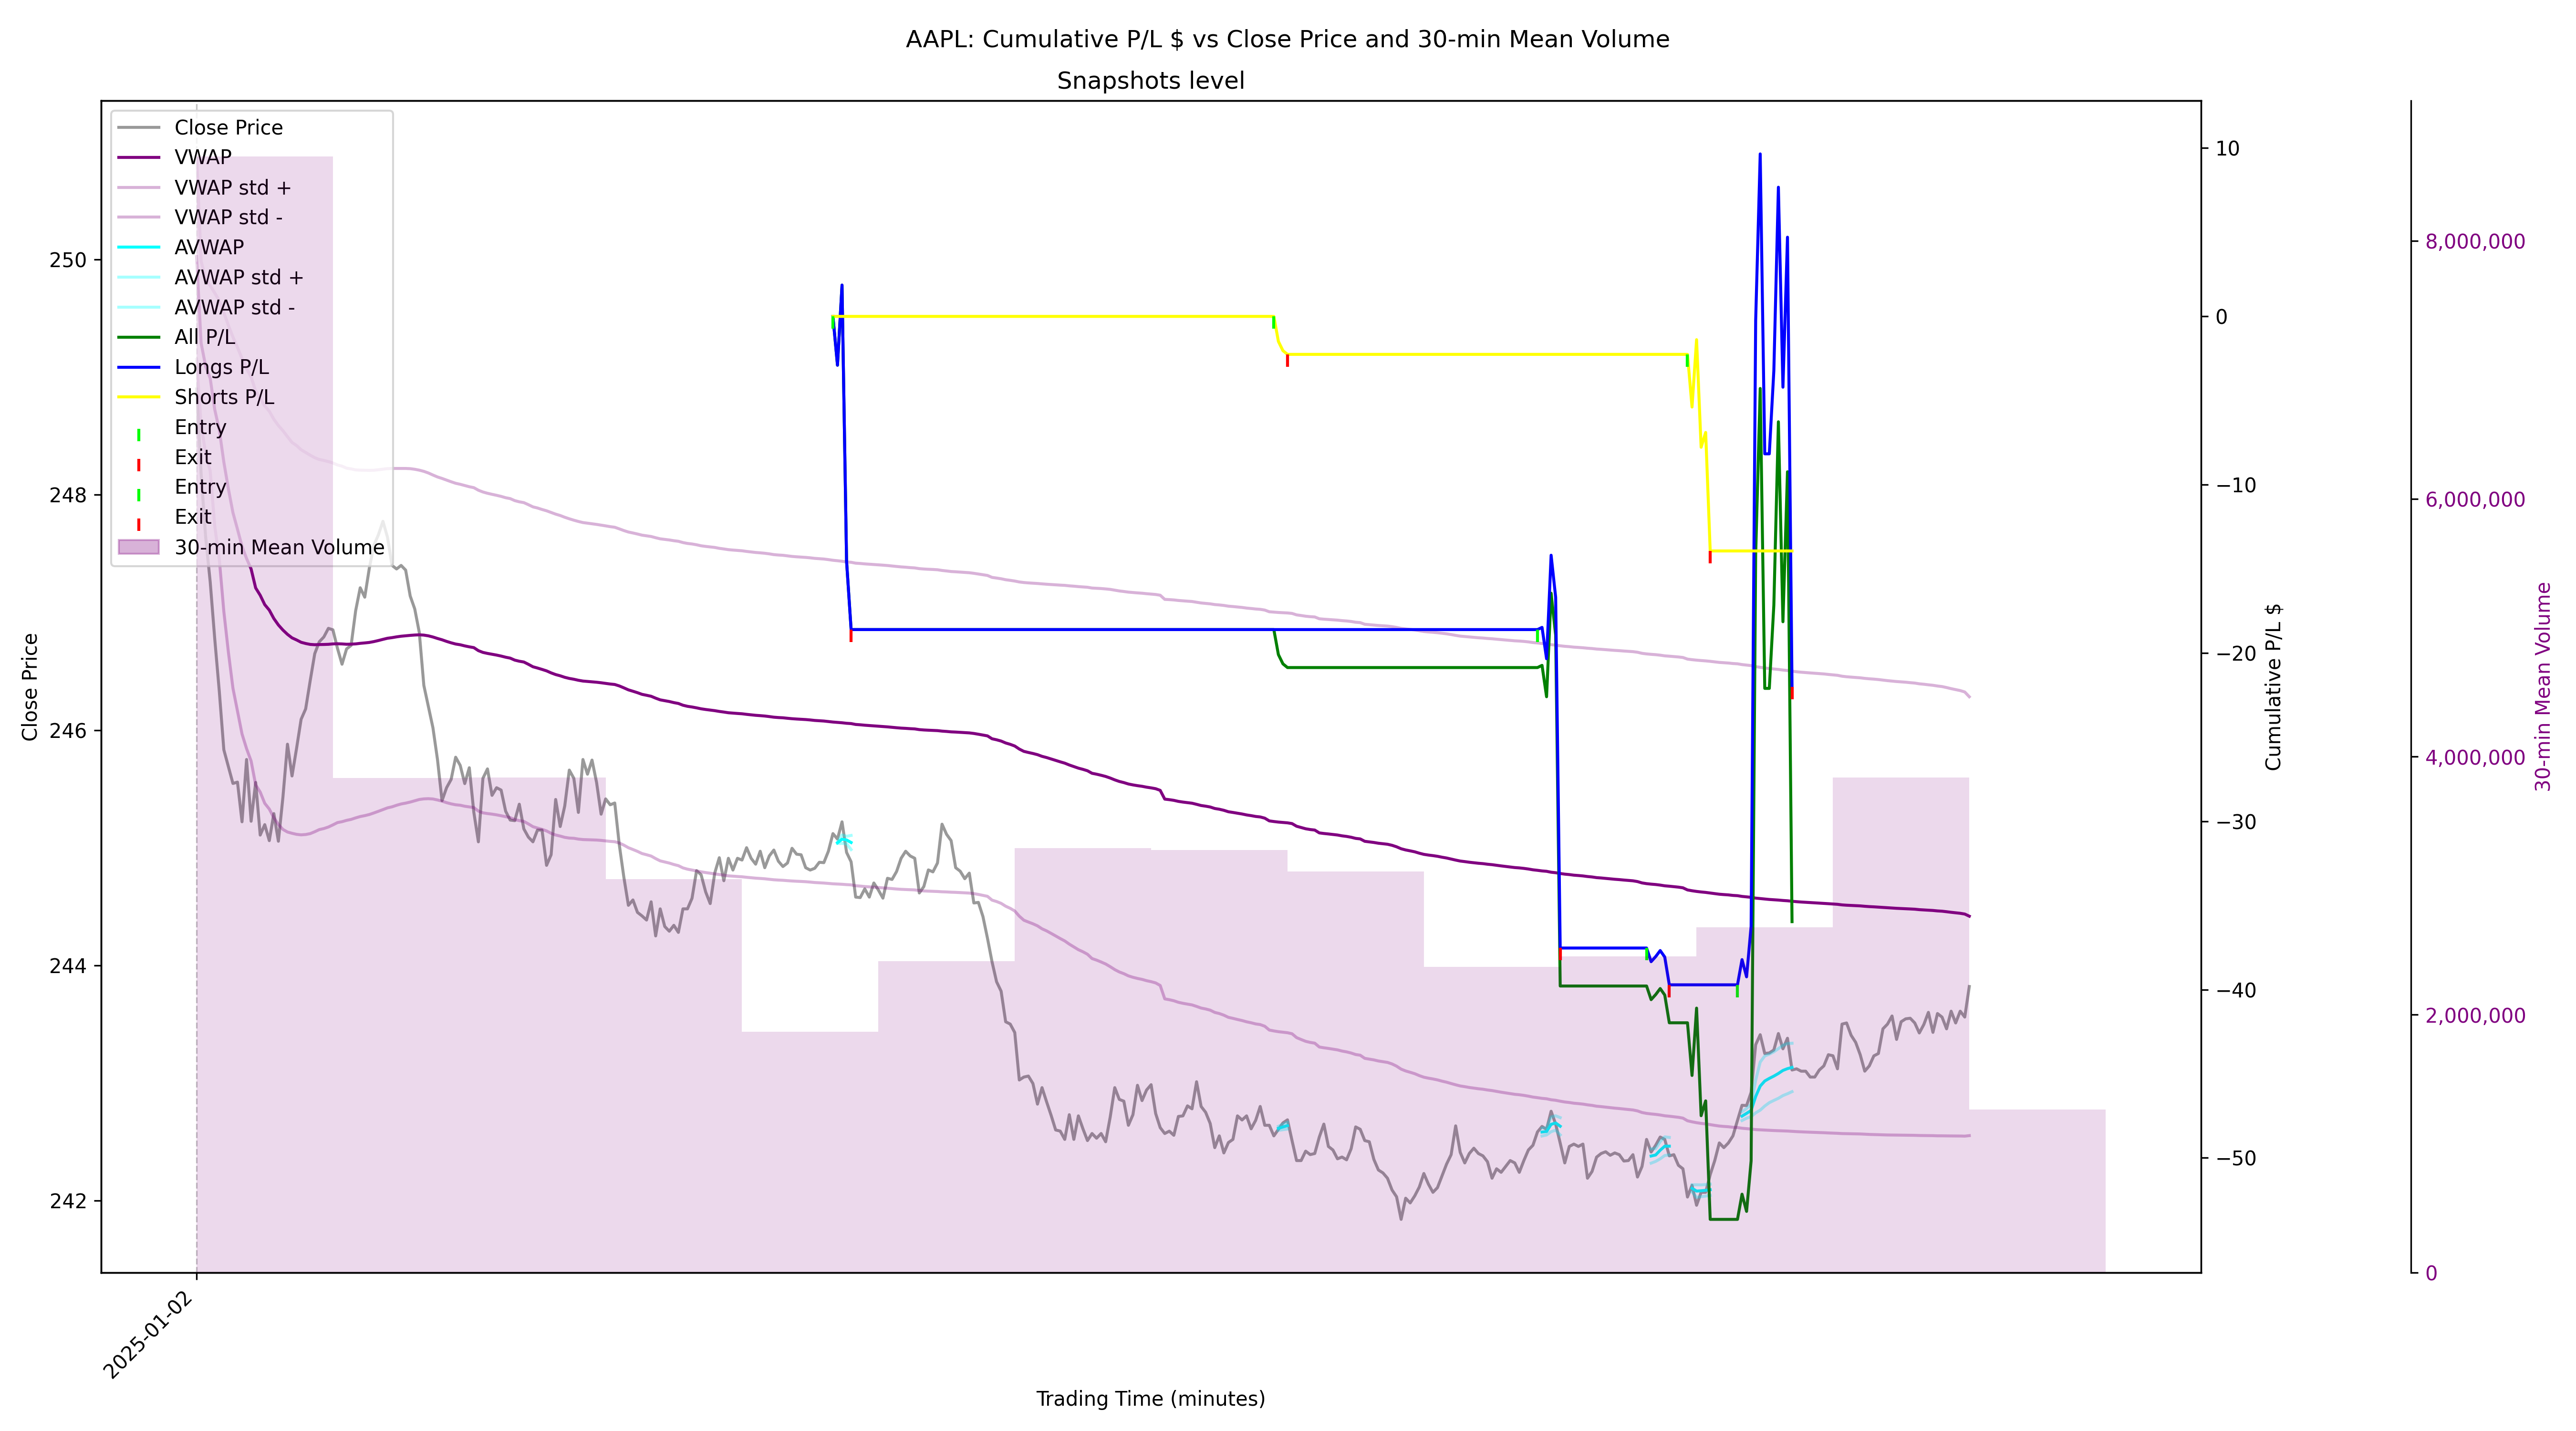 AAPL: Cumulative P/L $ vs Close Price and 30-min Mean Volume
Snapshots level
Close Price
VWAP
VWAP std +
VWAP std -
AVWAP
AVWAP std +
AVWAP std -
All P/L
Longs P/L
Shorts P/L
Entry
Exit
Entry
Exit
30-min Mean Volume
Close Price
250
248
246
244
242
10
0
−10
−20
−30
−40
−50
Cumulative P/L $
8,000,000
6,000,000
4,000,000
2,000,000
0
30-min Mean Volume
2025-01-02
Trading Time (minutes)